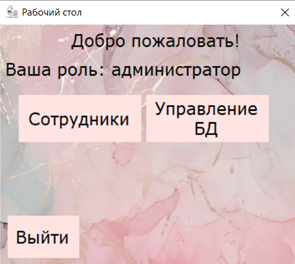 Рабочий стол
Добро пожаловать!
Ваша роль: администратор
Сотрудники
Управление
БД
Выйти